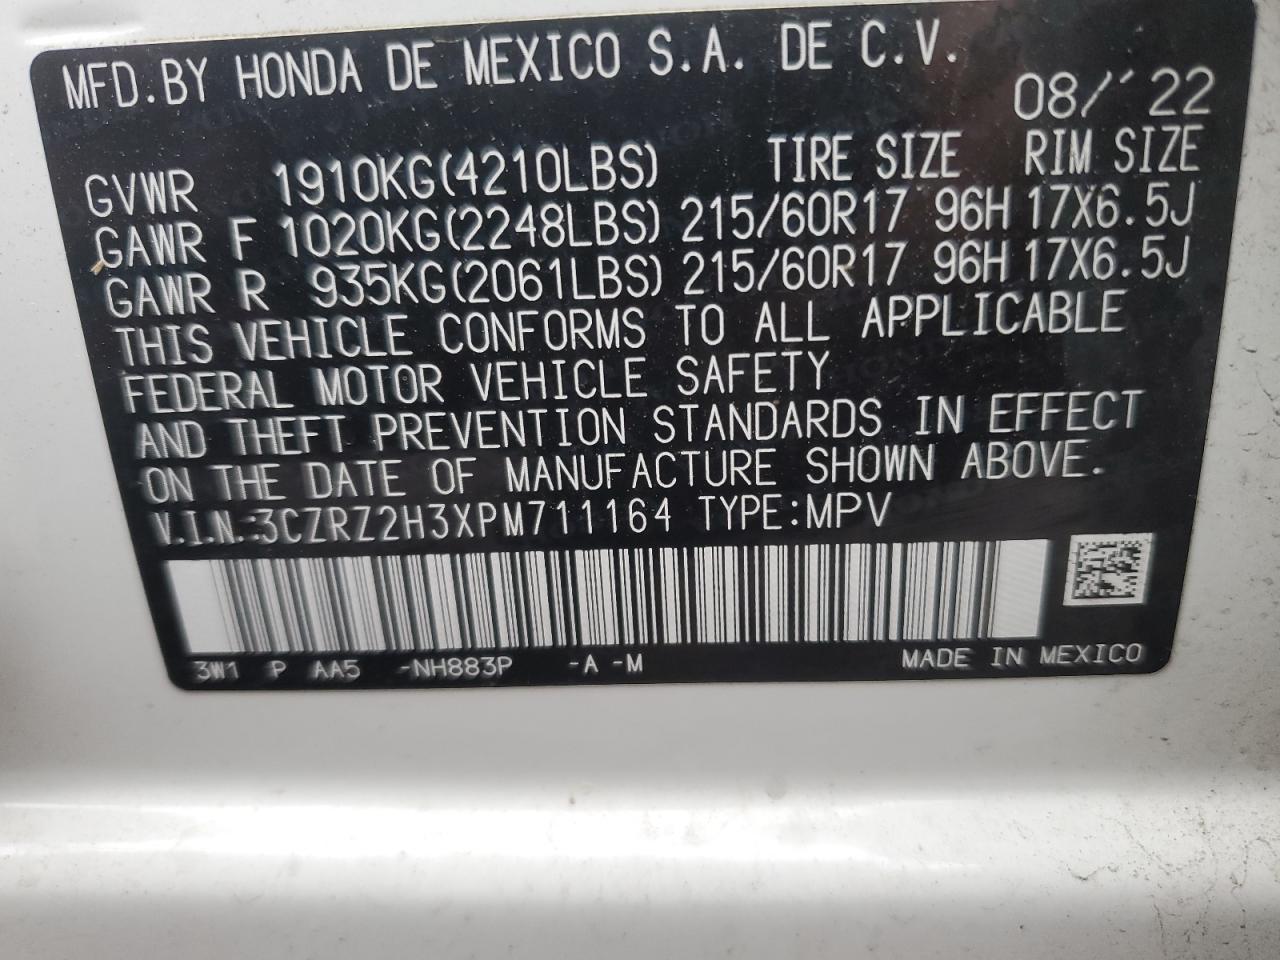 MFD. BY HONDA DE MEXICO S.A. DE C.V.
08/'22
TIRE SIZE RIM SIZE
GVWR 1910KG(4210LBS)
GAWR F 1020KG(2248LBS) 215/60R17 96H 17X6.5J
GAWR R 935KG(2061LBS) 215/60R17 96H 17X6.5J
THIS VEHICLE CONFORMS TO ALL APPLICABLE
FEDERAL MOTOR VEHICLE SAFETY
AND THEFT PREVENTION STANDARDS IN EFFECT
ON THE DATE OF MANUFACTURE SHOWN ABOVE.
V.I.N.:3CZRZ2H3XPM711164 TYPE:MPV
3W1 P AA5 -NH883P -A -M MADE IN MEXICO